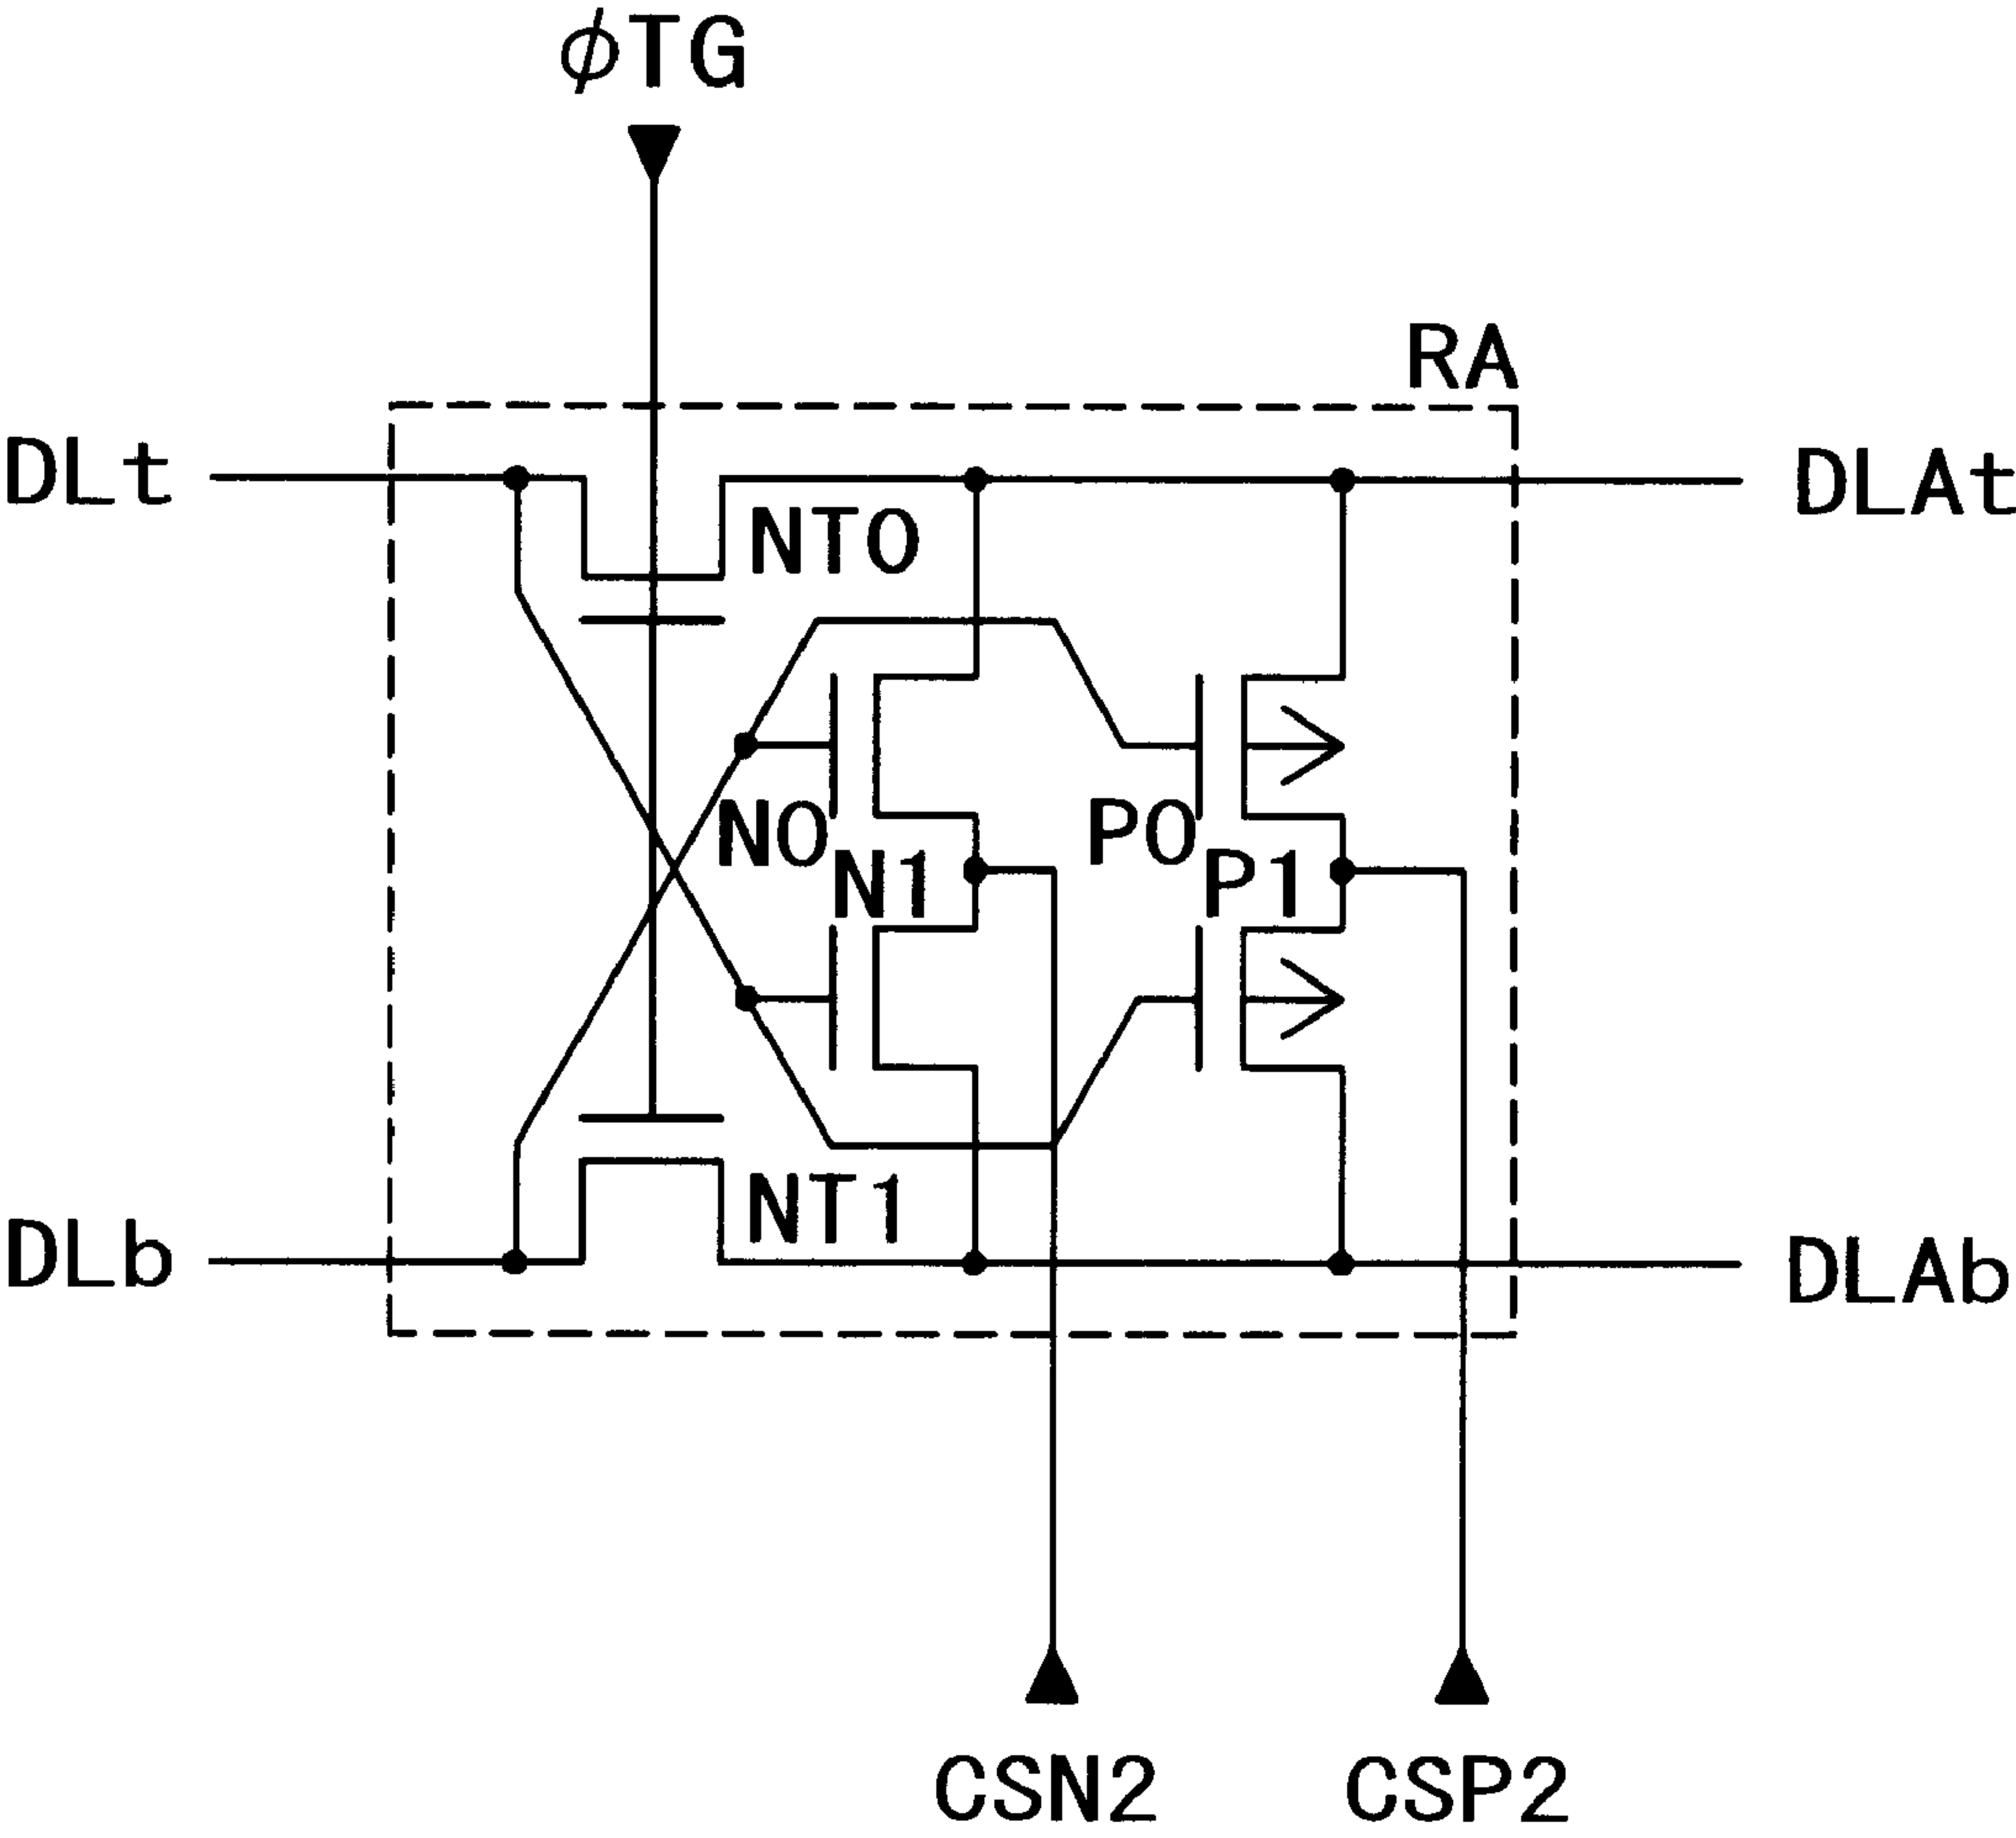 ϕTG
RA
DLt
DLAt
NT0
N0
P0
N1
P1
NT1
DLb
DLAb
CSN2
CSP2